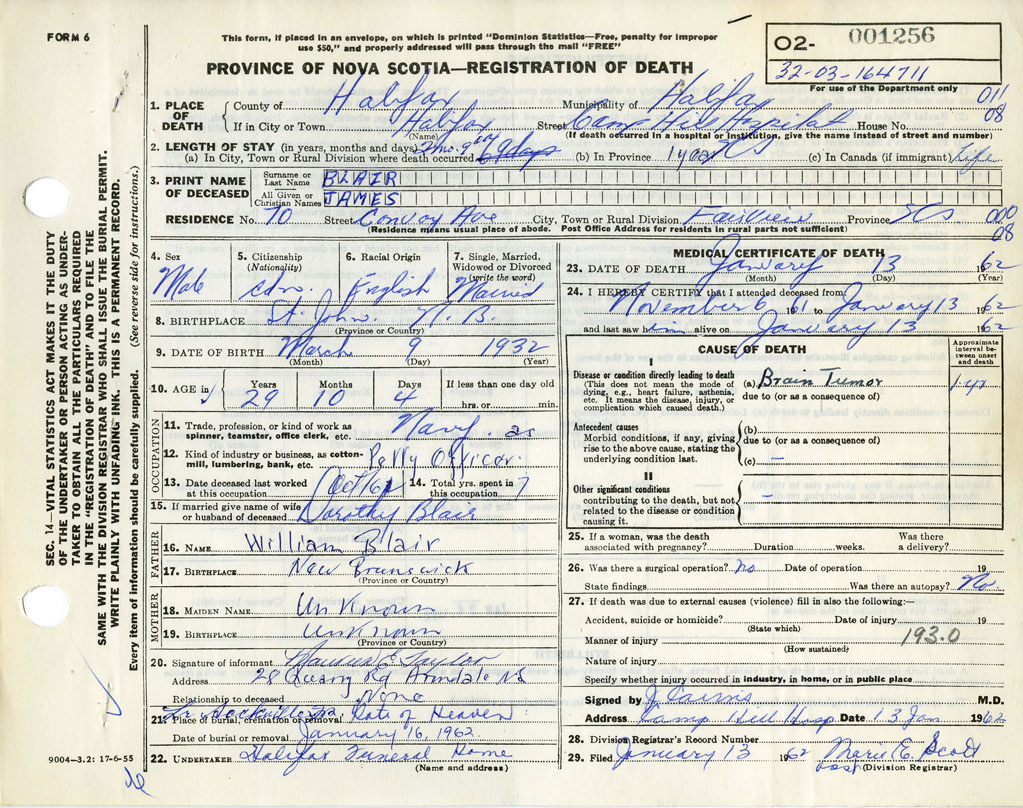 FORM 6
This form, if placed in an envelope, on which is printed "Dominion Statistics—Free, penalty for improper
use $50," and properly addressed will pass through the mail "FREE"
PROVINCE OF NOVA SCOTIA—REGISTRATION OF DEATH
O2- 001256
32-03-164711
For use of the Department only
011
08
1. PLACE OF DEATH
County of Halifax Municipality of Halifax
If in City or Town Halifax Street Camp Hill Hospital House No.
(Name) (If death occurred in a Hospital or Institution, give the name instead of street and number)
2. LENGTH OF STAY (in years, months and days)
(a) In City, Town or Rural Division where death occurred (b) In Province (c) In Canada (if immigrant) Life
3. PRINT NAME OF DECEASED
Surname or Last Name BLAIR
All Given or Christian Names JAMES
RESIDENCE No. 70 Street Convoy Ave City, Town or Rural Division Fairview Province
(Residence means usual place of abode. Post Office Address for residents in rural parts not sufficient)
000
08
4. Sex
Male
5. Citizenship
(Nationality)
cdn.
6. Racial Origin
English
7. Single, Married,
Widowed or Divorced
(write the word)
Married
8. BIRTHPLACE St. Johns. N.B.
(Province or Country)
9. DATE OF BIRTH March 9 1932
(Month) (Day) (Year)
10. AGE in
Years Months Days If less than one day old
29 10 4 hrs. or min.
OCCUPATION
11. Trade, profession, or kind of work as
spinner, teamster, office clerk, etc. Navy.
12. Kind of industry or business, as cotton-
mill, lumbering, bank, etc. Petty Officer.
13. Date deceased last worked
at this occupation Oct/61
14. Total yrs. spent in
this occupation 7
15. If married give name of wife
or husband of deceased Dorothy Blair
FATHER
16. NAME William Blair
17. BIRTHPLACE New Brunswick
(Province or Country)
MOTHER
18. MAIDEN NAME Unknown
19. BIRTHPLACE Unknown
(Province or Country)
20. Signature of informant
Address 28 Rd Armdale NS
Relationship to deceased None
21. Place of burial, cremation or removal Gate of Heaven
Date of burial or removal January 16, 1962.
22. UNDERTAKER Halifax Funeral Home
(Name and address)
MEDICAL CERTIFICATE OF DEATH
23. DATE OF DEATH January 13 1962
(Month) (Day) (Year)
24. I HEREBY CERTIFY that I attended deceased from
November 6 1961 to January 13 1962
and last saw him alive on January 13 1962
CAUSE OF DEATH
Approximate
interval be-
tween onset
and death
I
Disease or condition directly leading to death
(This does not mean the mode of
dying, e.g., heart failure, asthenia,
etc. It means the disease, injury, or
complication which caused death.)
(a) Brain Tumor 1 yr
due to (or as a consequence of)
Antecedent causes
Morbid conditions, if any, giving
rise to the above cause, stating the
underlying condition last.
(b)
due to (or as a consequence of)
(c) —
II
Other significant conditions
contributing to the death, but not
related to the disease or condition
causing it.
—
25. If a woman, was the death
associated with pregnancy? Duration weeks.
Was there
a delivery?
26. Was there a surgical operation? No Date of operation 19
State findings Was there an autopsy? No
27. If death was due to external causes (violence) fill in also the following:—
Accident, suicide or homicide? Date of injury 19
(State which)
193.0
Manner of injury
(How sustained)
Nature of injury
Specify whether injury occurred in industry, in home, or in public place
Signed by M.D.
Address Camp Hill Hosp. Date 13 Jan 1962
28. Division Registrar's Record Number
29. Filed January 13 1962 Mary E. Scott
(Division Registrar)
SEC. 14—VITAL STATISTICS ACT MAKES IT THE DUTY
OF THE UNDERTAKER OR PERSON ACTING AS UNDER-
TAKER TO OBTAIN ALL THE PARTICULARS REQUIRED
IN THE "REGISTRATION OF DEATH" AND TO FILE THE
SAME WITH THE DIVISION REGISTRAR WHO SHALL ISSUE THE BURIAL PERMIT.
WRITE PLAINLY WITH UNFADING INK. THIS IS A PERMANENT RECORD.
Every item of information should be carefully supplied. (See reverse side for instructions.)
9004—3.2: 17-6-55